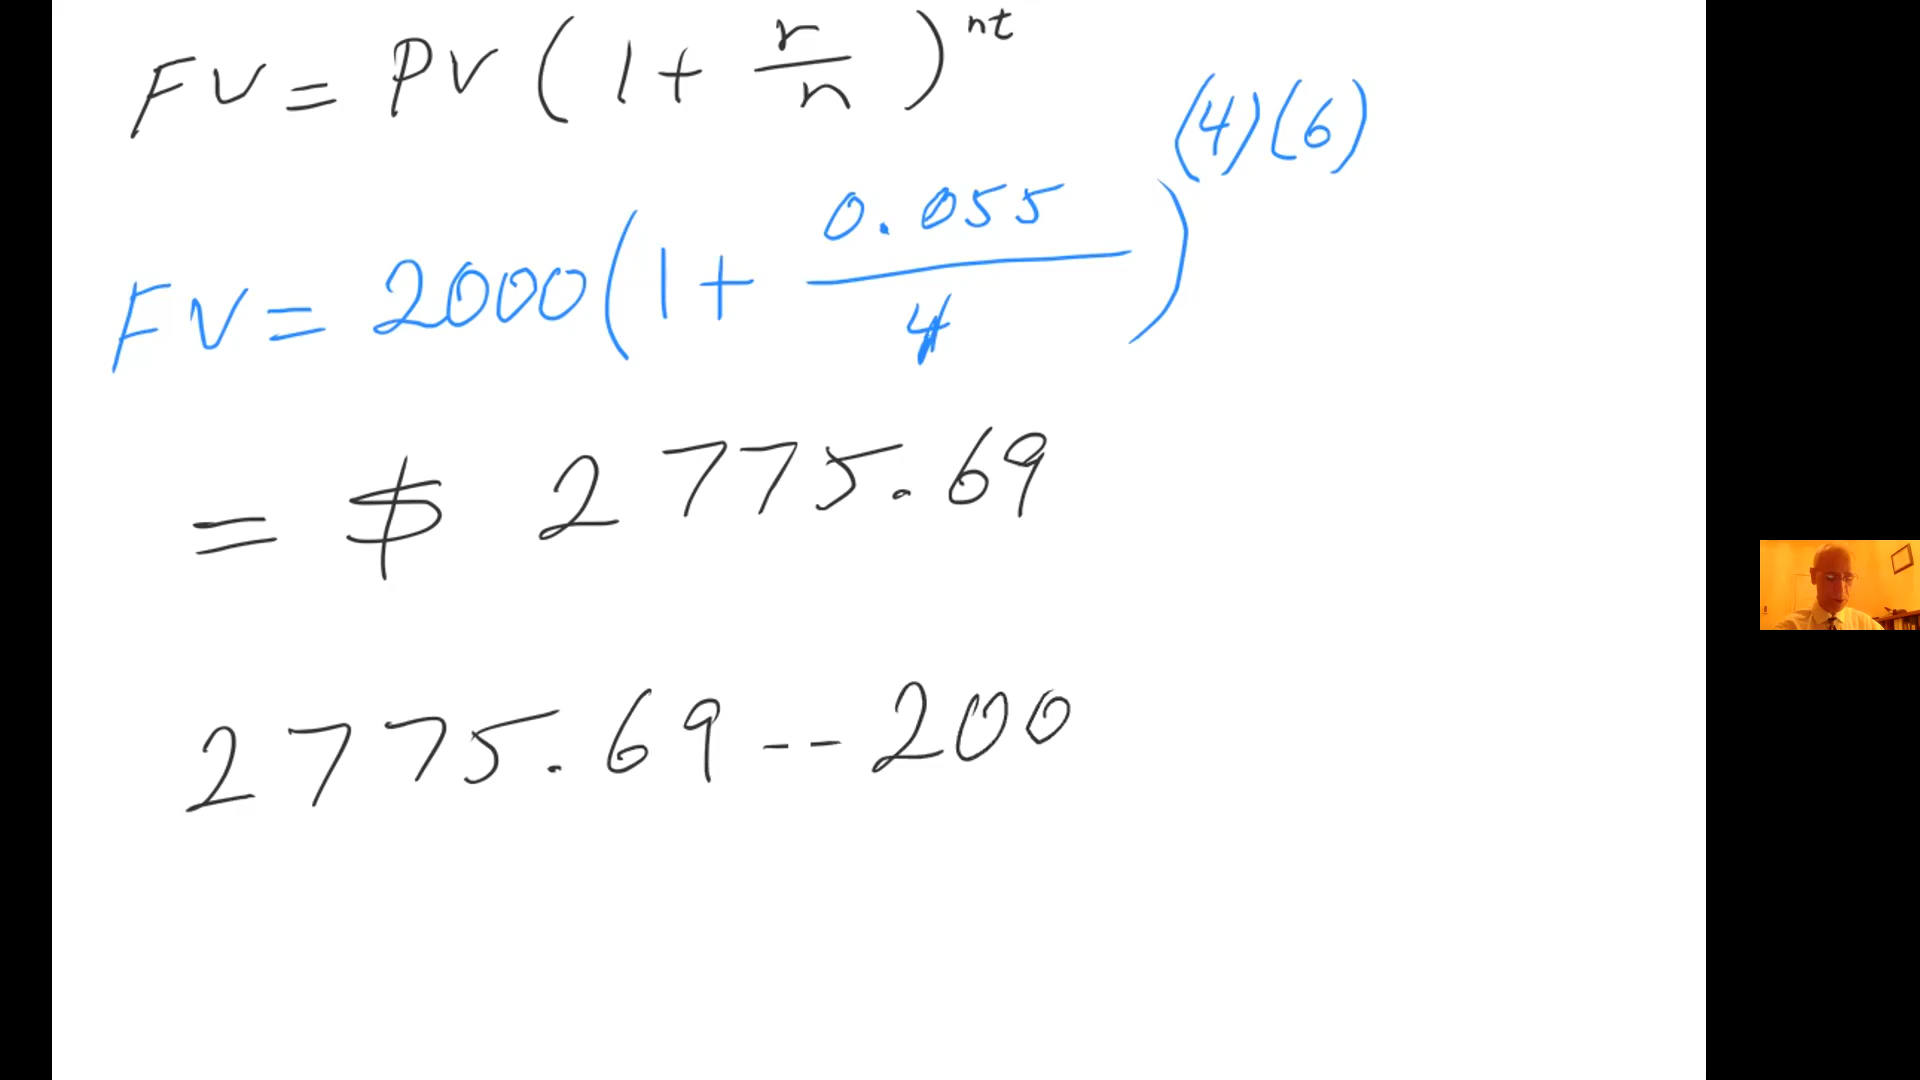 FV = PV ( 1 + r/n )^nt
FV = 2000 ( 1 + 0.055/4 )^(4)(6)
= $ 2775.69
2775.69 -- 200